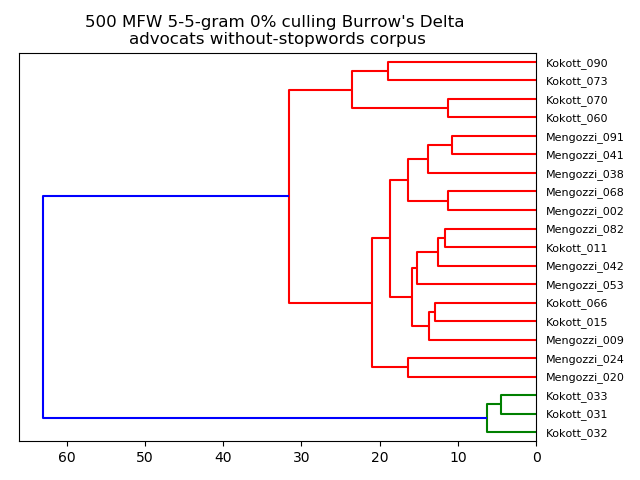 500 MFW 5-5-gram 0% culling Burrow's Delta
advocats without-stopwords corpus
Kokott_090
Kokott_073
Kokott_070
Kokott_060
Mengozzi_091
Mengozzi_041
Mengozzi_038
Mengozzi_068
Mengozzi_002
Mengozzi_082
Kokott_011
Mengozzi_042
Mengozzi_053
Kokott_066
Kokott_015
Mengozzi_009
Mengozzi_024
Mengozzi_020
Kokott_033
Kokott_031
Kokott_032
60 50 40 30 20 10 0